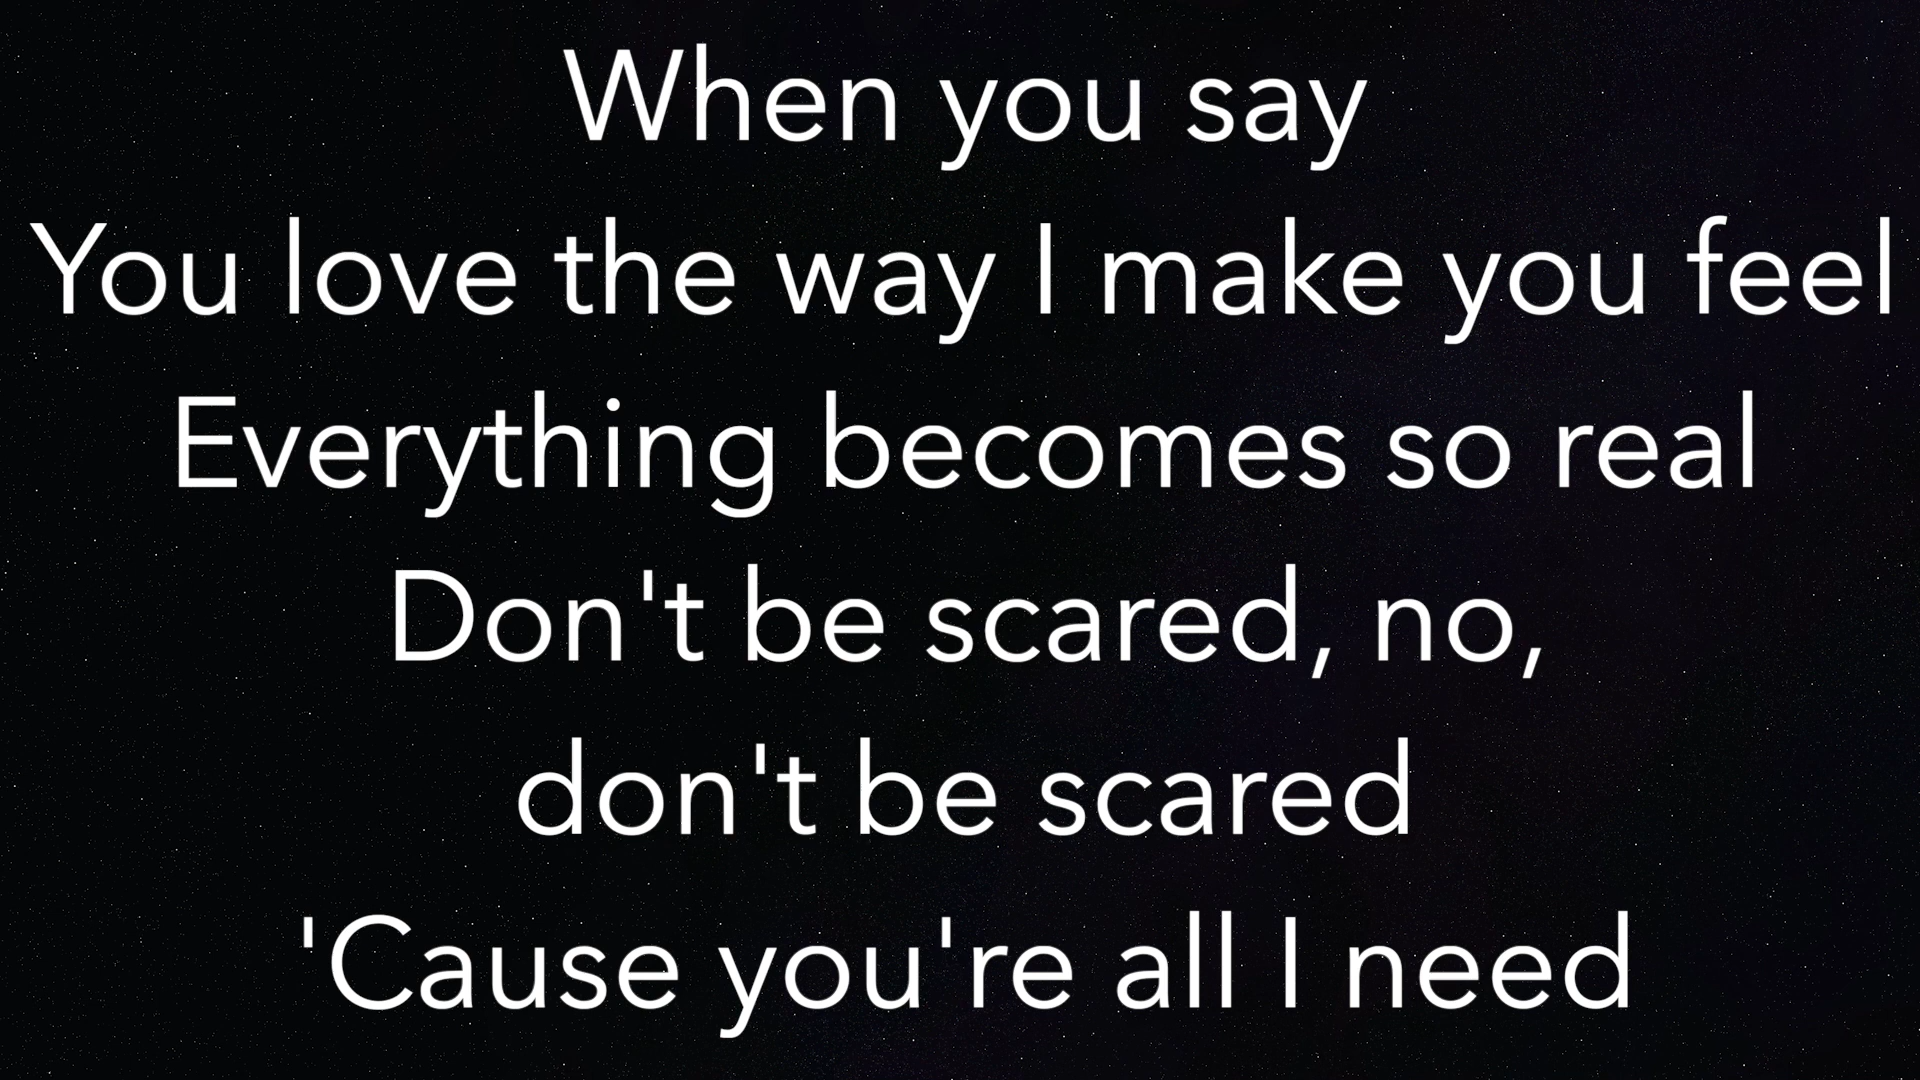 When you say
You love the way I make you feel
Everything becomes so real
Don't be scared, no,
don't be scared
'Cause you're all I need